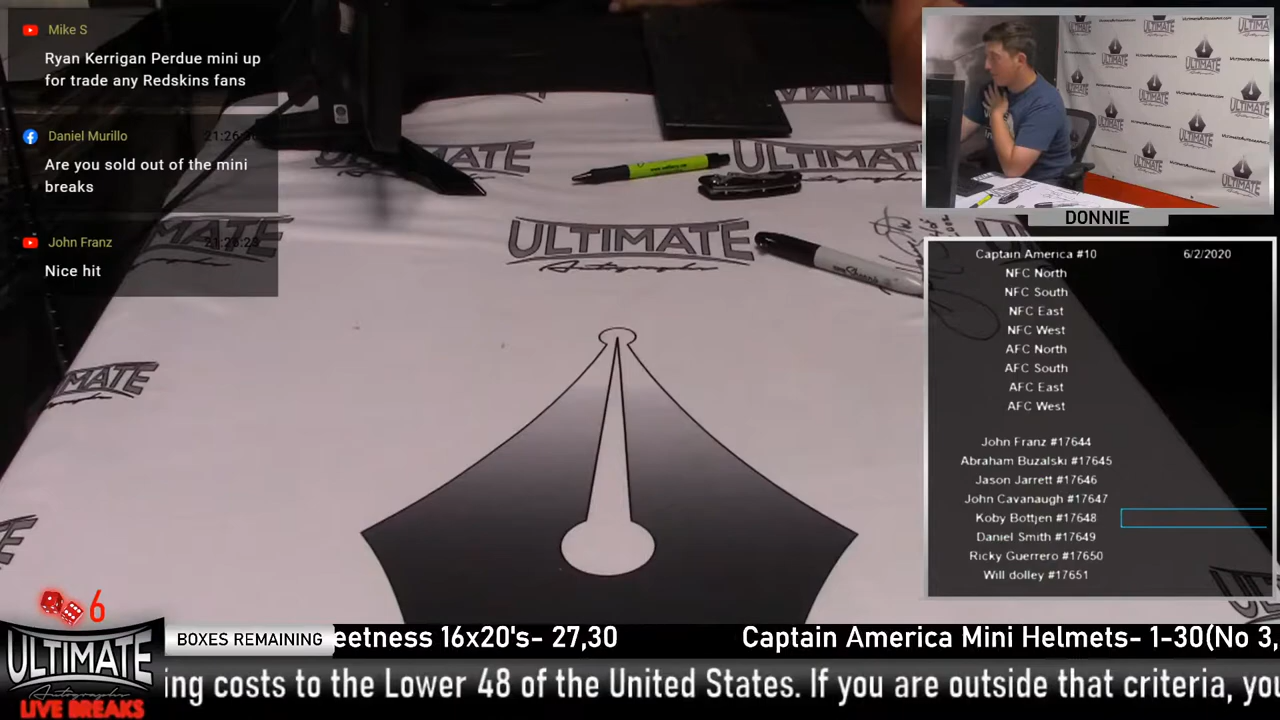 Mike S
Ryan Kerrigan Perdue mini up
for trade any Redskins fans
Daniel Murillo
Are you sold out of the mini
breaks
John Franz 21:26:23
Nice hit
ULTIMATE
Autographs
ULTIMATE
ULTIMATE
DONNIE
Captain America #10 6/2/2020
NFC North
NFC South
NFC East
NFC West
AFC North
AFC South
AFC East
AFC West
John Franz #17644
Abraham Buzalski #17645
Jason Jarrett #17646
John Cavanaugh #17647
Koby Bottjen #17648
Daniel Smith #17649
Ricky Guerrero #17650
Will dolley #17651
6
ULTIMATE
Autographs
LIVE BREAKS
BOXES REMAINING
eetness 16x20's- 27,30 Captain America Mini Helmets- 1-30(No 3,
ing costs to the Lower 48 of the United States. If you are outside that criteria, you